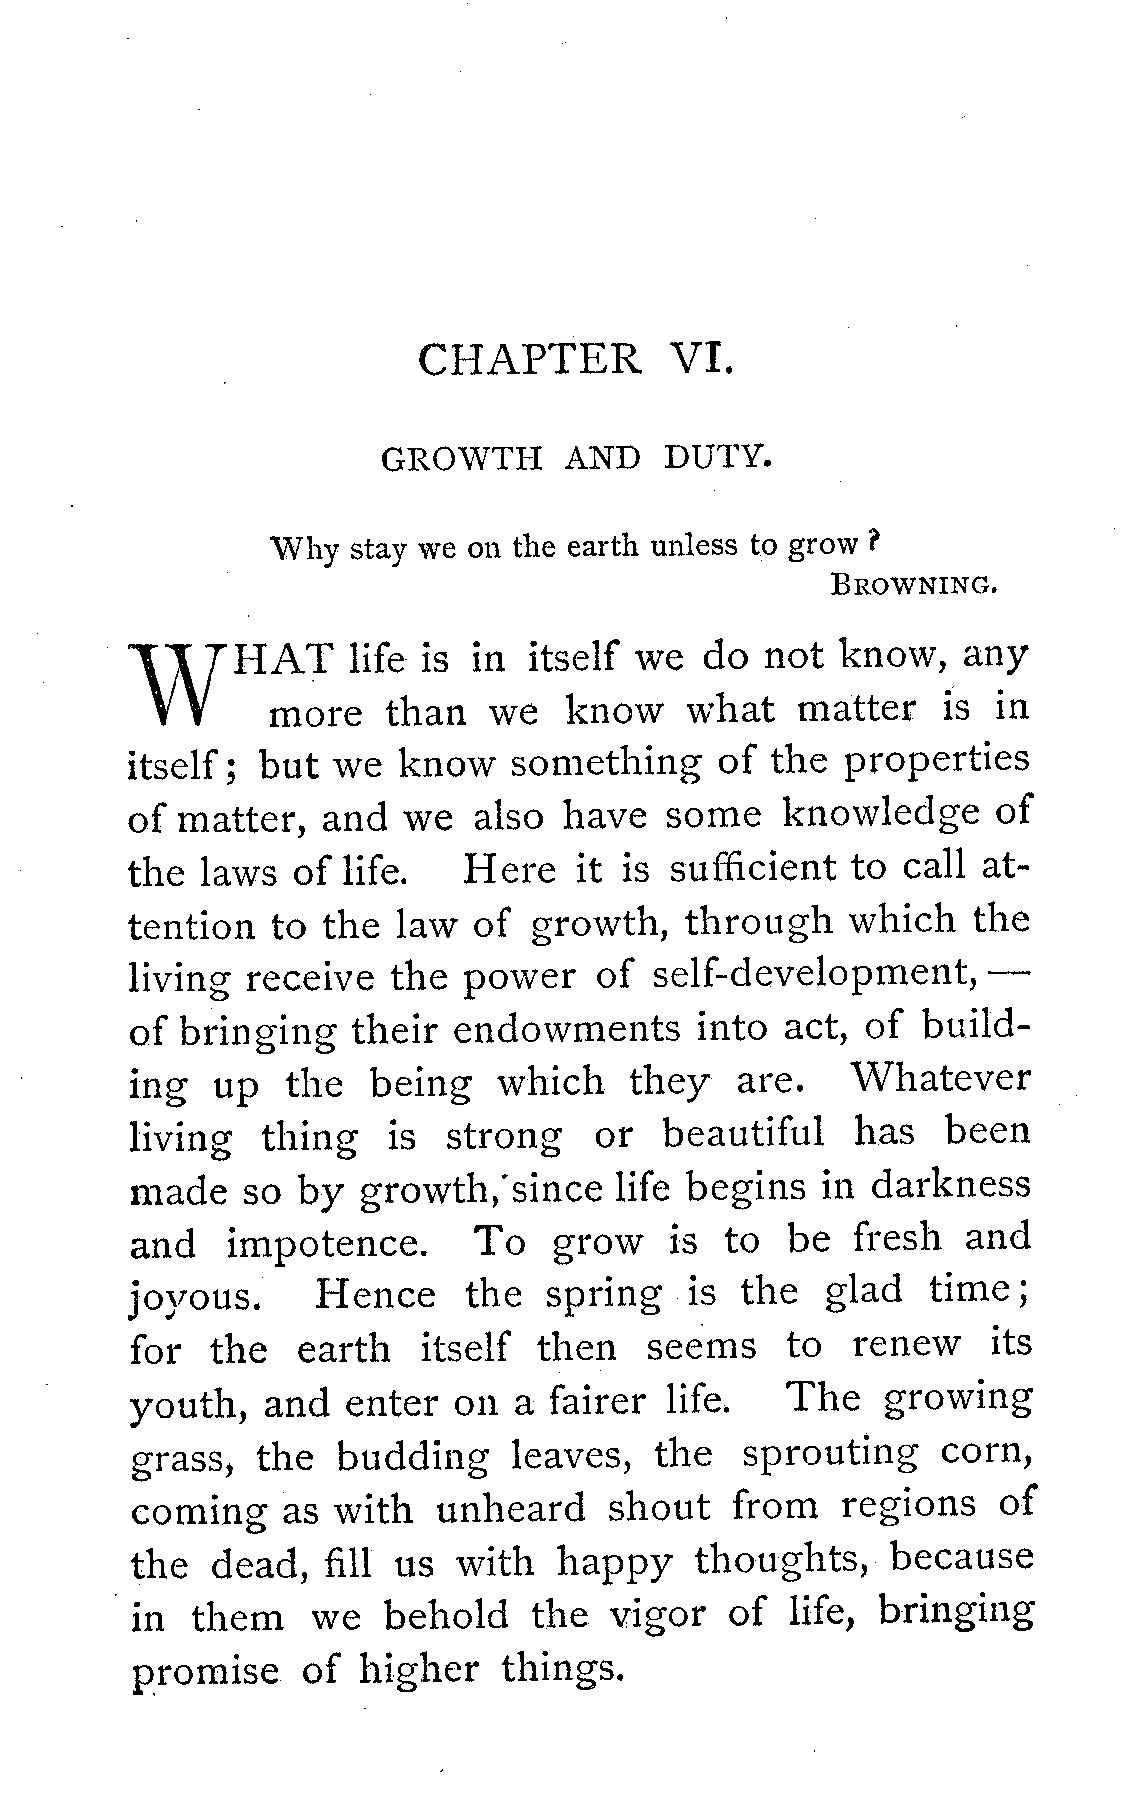 CHAPTER VI.
GROWTH AND DUTY.
Why stay we on the earth unless to grow?
BROWNING.
WHAT life is in itself we do not know, any
more than we know what matter is in
itself; but we know something of the properties
of matter, and we also have some knowledge of
the laws of life. Here it is sufficient to call at-
tention to the law of growth, through which the
living receive the power of self-development, —
of bringing their endowments into act, of build-
ing up the being which they are. Whatever
living thing is strong or beautiful has been
made so by growth, since life begins in darkness
and impotence. To grow is to be fresh and
joyous. Hence the spring is the glad time;
for the earth itself then seems to renew its
youth, and enter on a fairer life. The growing
grass, the budding leaves, the sprouting corn,
coming as with unheard shout from regions of
the dead, fill us with happy thoughts, because
in them we behold the vigor of life, bringing
promise of higher things.